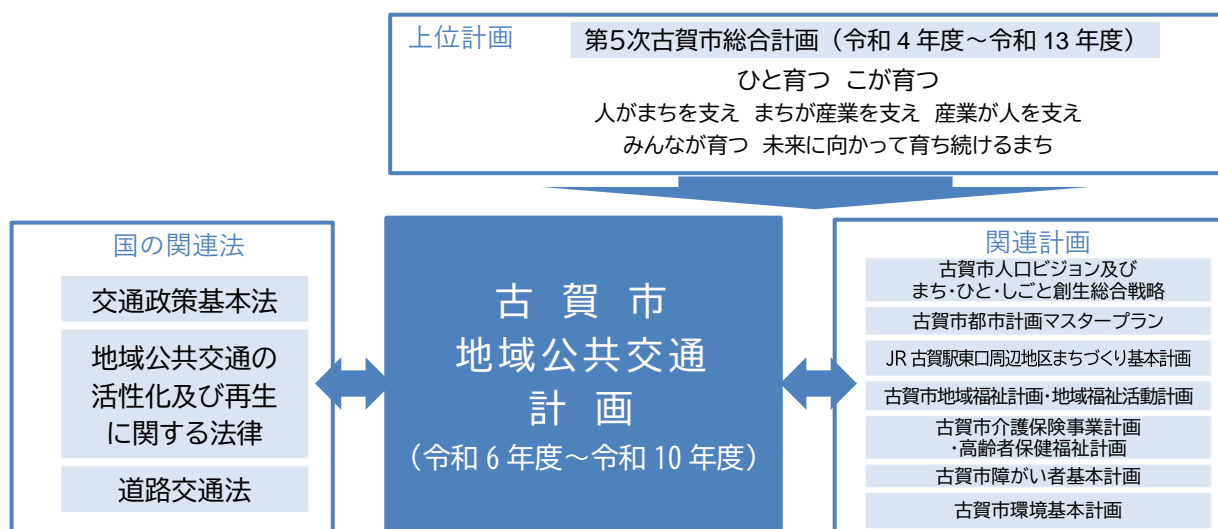 上位計画
第5次古賀市総合計画（令和 4 年度～令和 13 年度）
ひと育つ こが育つ
人がまちを支え まちが産業を支え 産業が人を支え
みんなが育つ 未来に向かって育ち続けるまち
国の関連法
交通政策基本法
地域公共交通の
活性化及び再生
に関する法律
道路交通法
古 賀 市
地域公共交通
計 画
（令和 6 年度～令和 10 年度）
関連計画
古賀市人口ビジョン及び
まち・ひと・しごと創生総合戦略
古賀市都市計画マスタープラン
JR 古賀駅東口周辺地区まちづくり基本計画
古賀市地域福祉計画・地域福祉活動計画
古賀市介護保険事業計画
・高齢者保健福祉計画
古賀市障がい者基本計画
古賀市環境基本計画